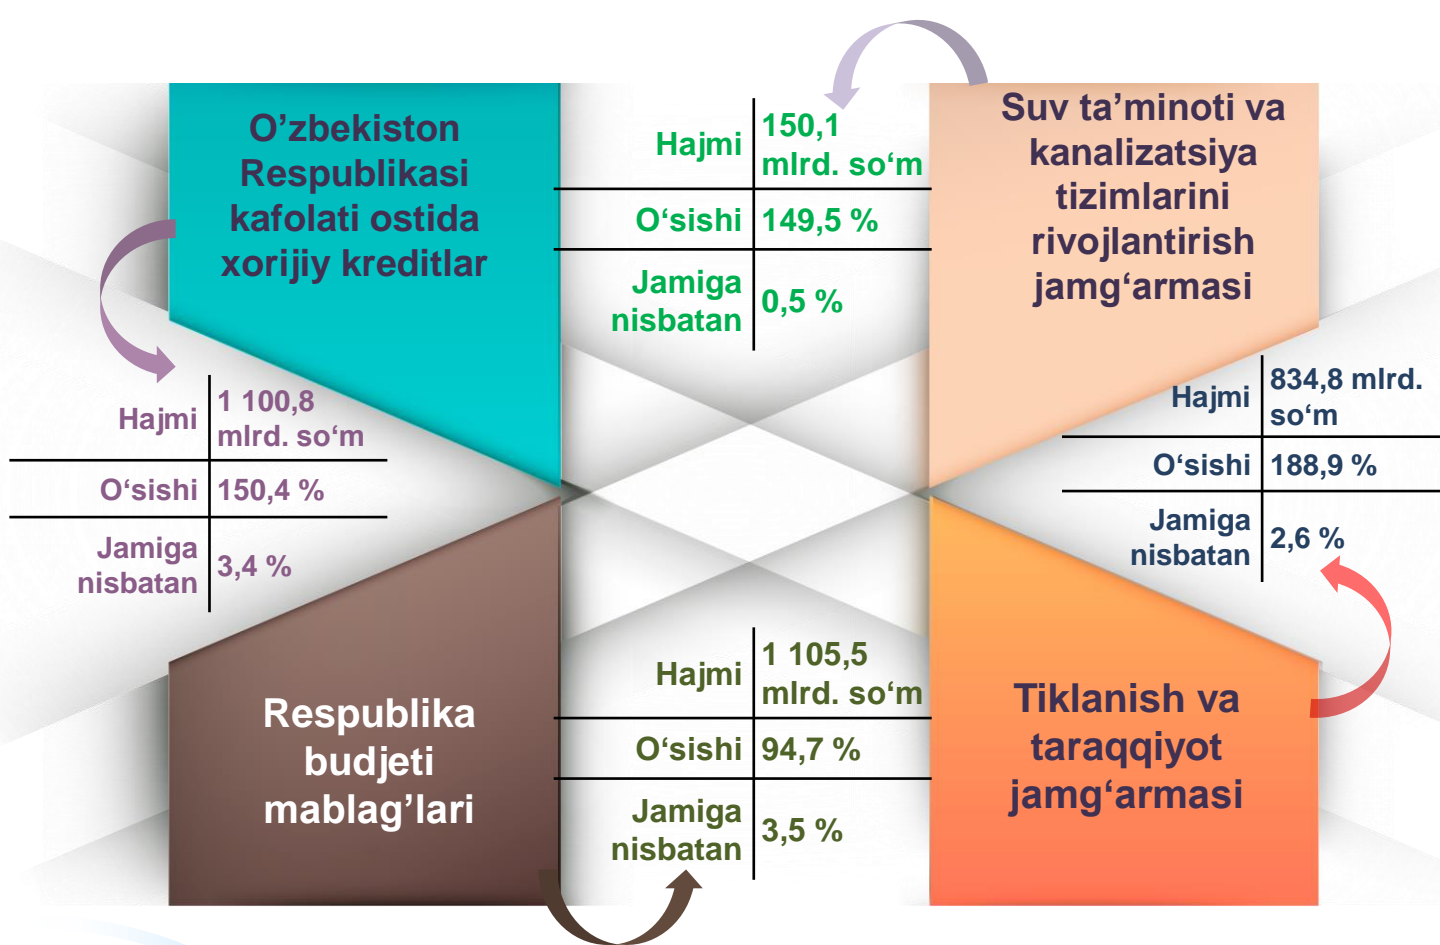 O’zbekiston
Respublikasi
kafolati ostida
xorijiy kreditlar
Hajmi
150,1
mlrd. so‘m
O‘sishi
149,5 %
Jamiga
nisbatan
0,5 %
Suv ta’minoti va
kanalizatsiya
tizimlarini
rivojlantirish
jamg‘armasi
Hajmi
1 100,8
mlrd. so‘m
O‘sishi
150,4 %
Jamiga
nisbatan
3,4 %
Hajmi
834,8 mlrd.
so‘m
O‘sishi
188,9 %
Jamiga
nisbatan
2,6 %
Respublika
budjeti
mablag’lari
Hajmi
1 105,5
mlrd. so‘m
O‘sishi
94,7 %
Jamiga
nisbatan
3,5 %
Tiklanish va
taraqqiyot
jamg‘armasi